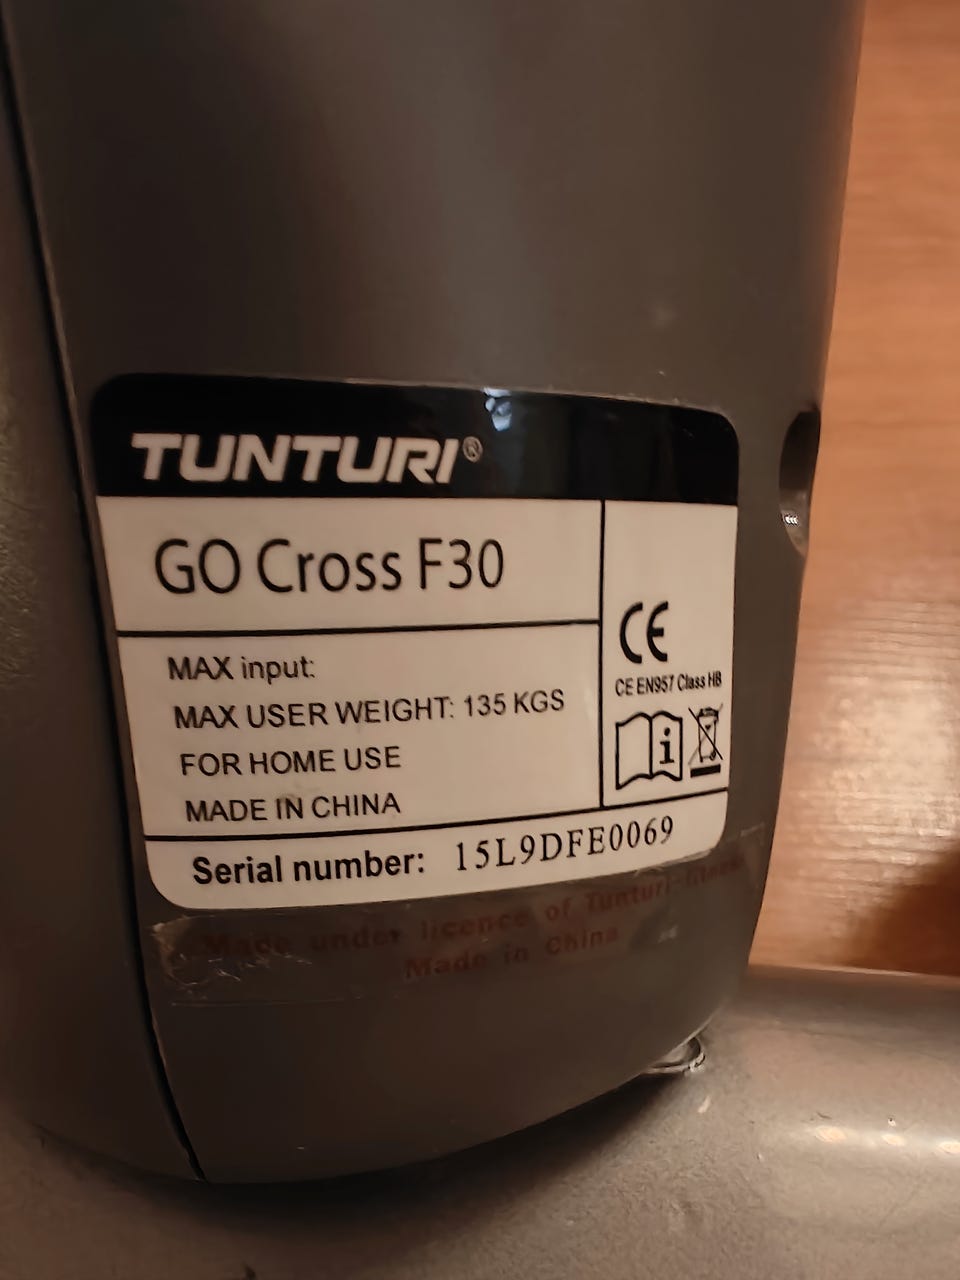 TUNTURI®
GO Cross F30
MAX input:
MAX USER WEIGHT: 135 KGS
FOR HOME USE
MADE IN CHINA
CE
CE EN957 Class HB
i
Serial number: 15L9DFE0069
Made under licence of Tunturi-fitness
Made in China